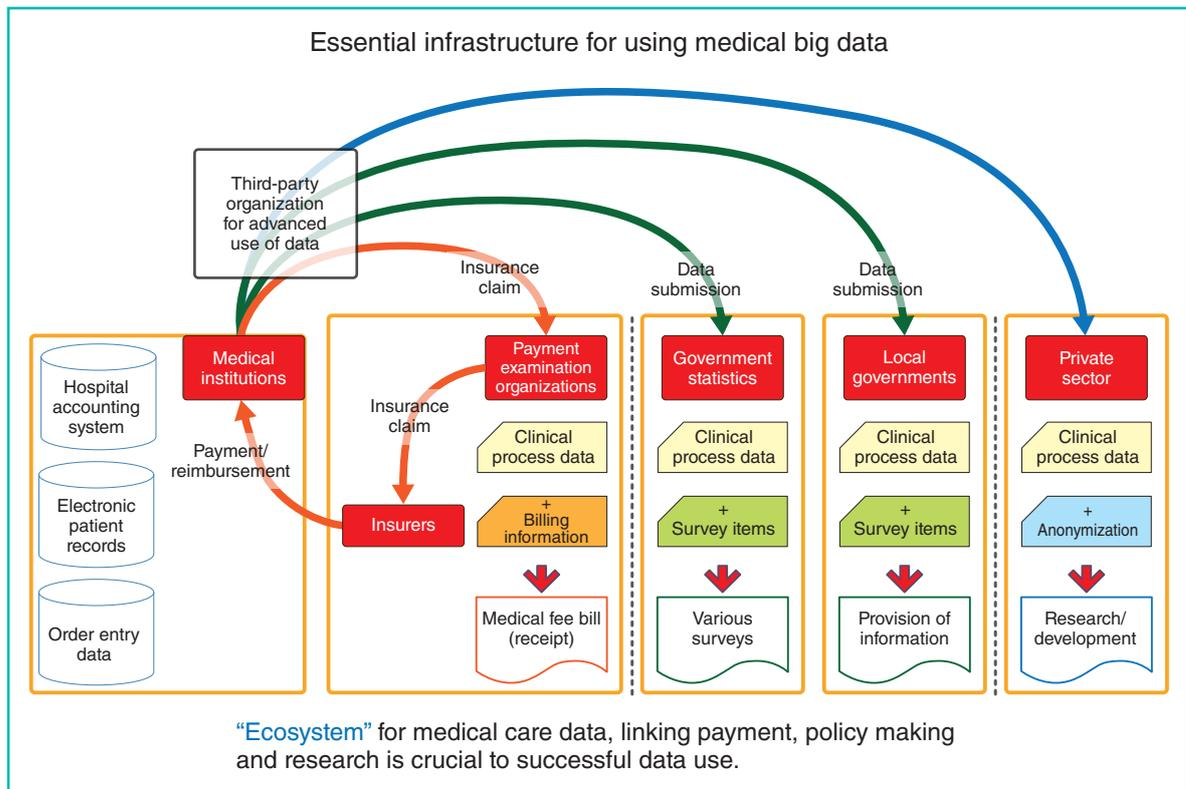 Essential infrastructure for using medical big data
Third-party
organization
for advanced
use of data
Insurance
claim
Data
submission
Data
submission
Medical
institutions
Hospital
accounting
system
Electronic
patient
records
Order entry
data
Payment/
reimbursement
Insurance
claim
Insurers
Payment
examination
organizations
Clinical
process data
+
Billing
information
Medical fee bill
(receipt)
Government
statistics
Clinical
process data
+
Survey items
Various
surveys
Local
governments
Clinical
process data
+
Survey items
Provision of
information
Private
sector
Clinical
process data
+
Anonymization
Research/
development
“Ecosystem” for medical care data, linking payment, policy making
and research is crucial to successful data use.